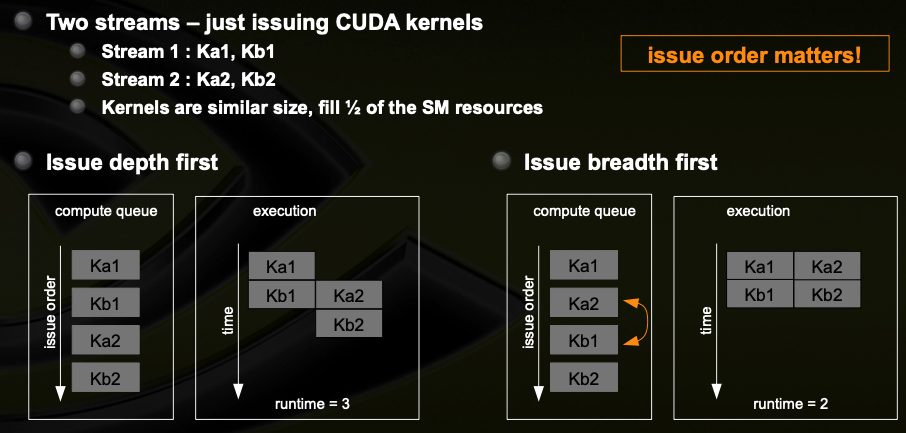 Two streams – just issuing CUDA kernels
Stream 1 : Ka1, Kb1
Stream 2 : Ka2, Kb2
Kernels are similar size, fill ½ of the SM resources
issue order matters!
Issue depth first
compute queue
issue order
Ka1
Kb1
Ka2
Kb2
execution
time
Ka1
Kb1 Ka2
Kb2
runtime = 3
Issue breadth first
compute queue
issue order
Ka1
Ka2
Kb1
Kb2
execution
time
Ka1 Ka2
Kb1 Kb2
runtime = 2